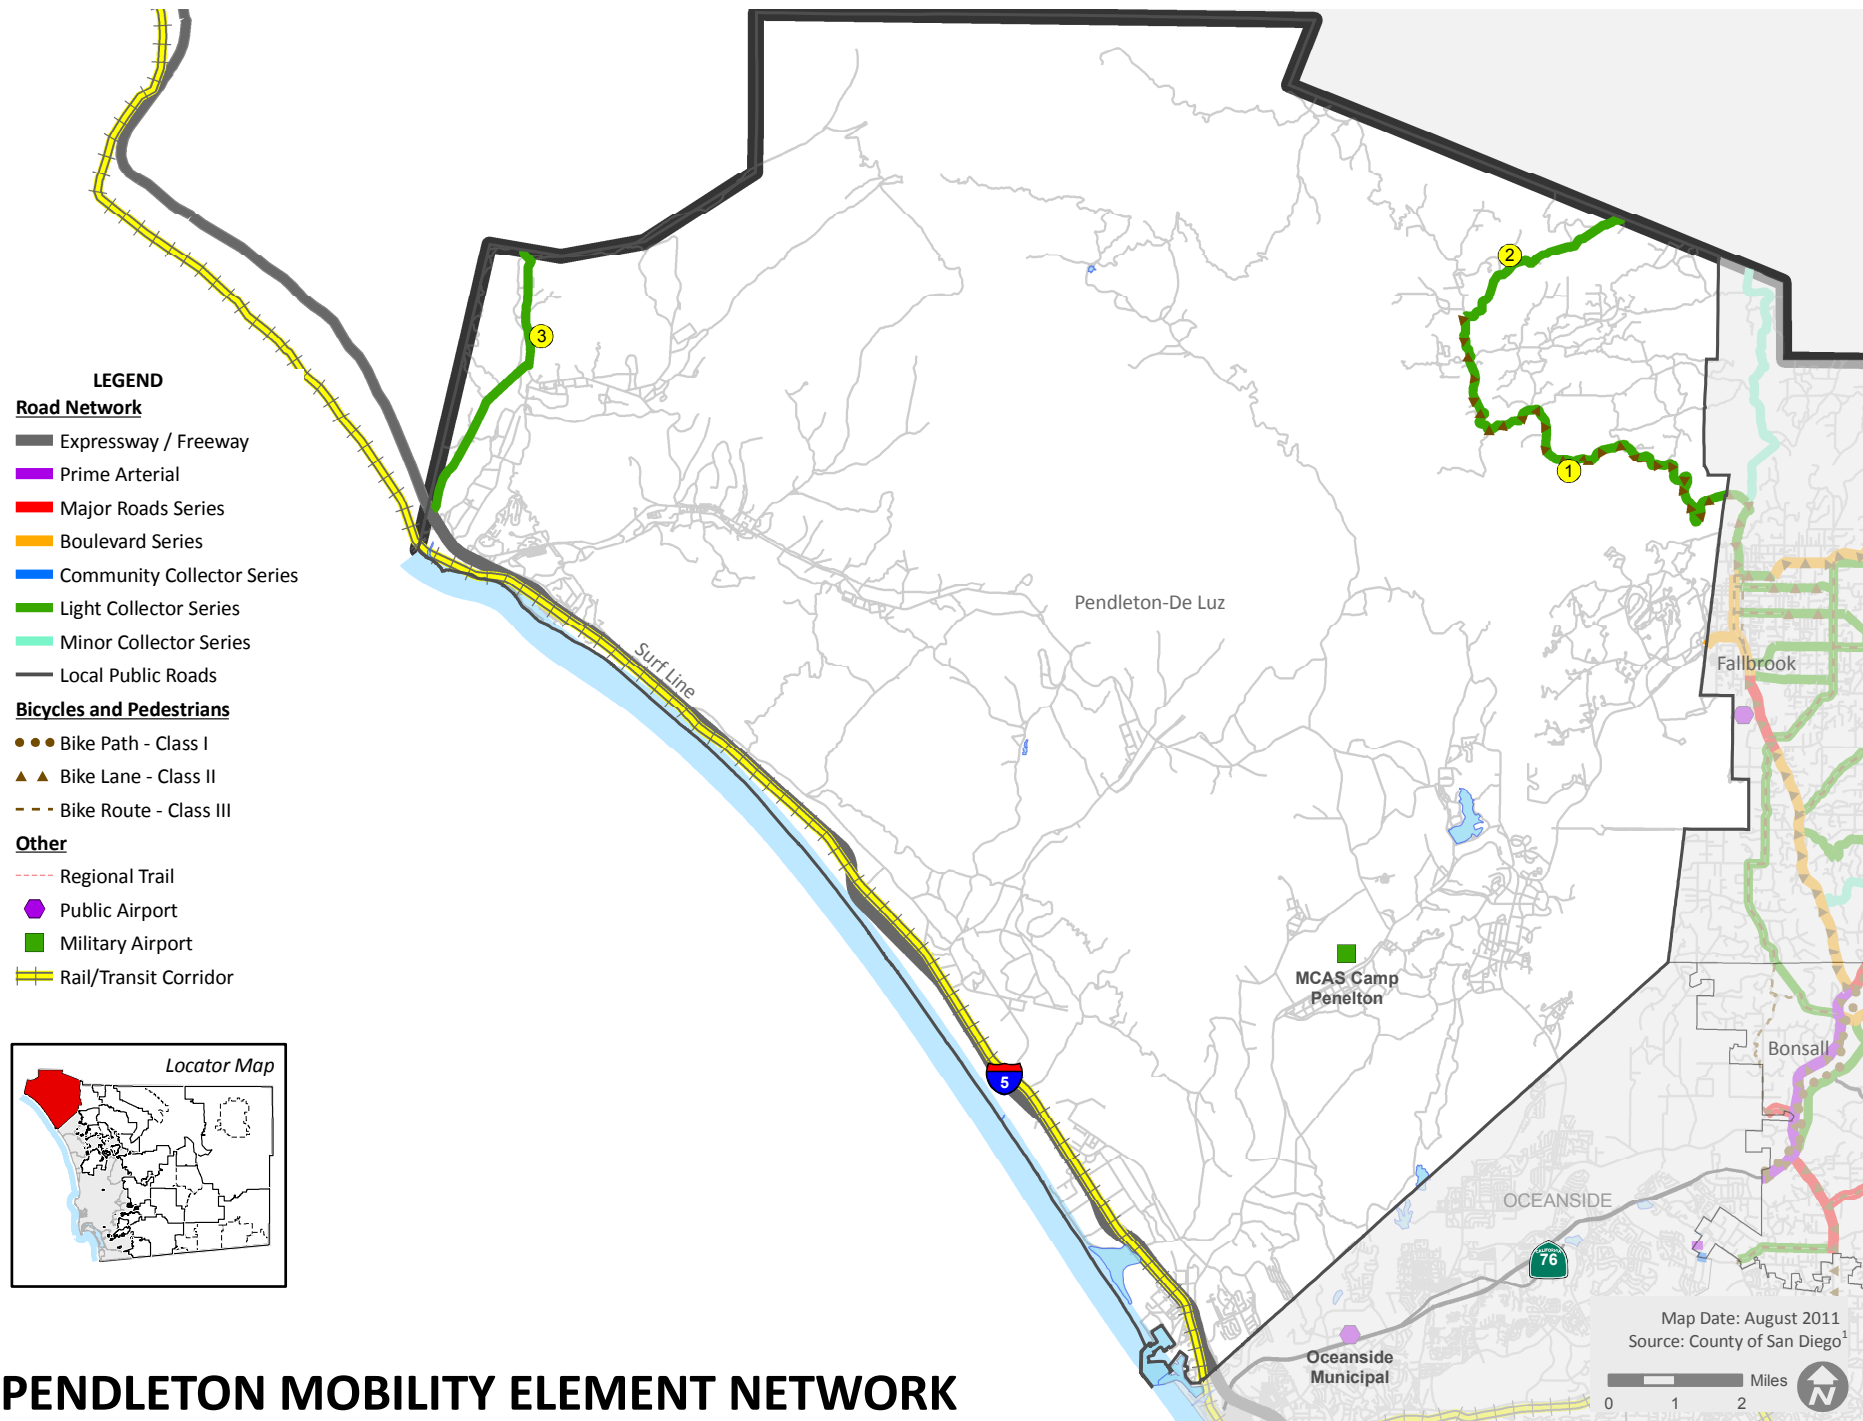 2
3
LEGEND
Road Network
Expressway / Freeway
Prime Arterial
Major Roads Series
Boulevard Series
Community Collector Series
Light Collector Series
Minor Collector Series
Local Public Roads
Bicycles and Pedestrians
Bike Path - Class I
Bike Lane - Class II
Bike Route - Class III
Other
Regional Trail
Public Airport
Military Airport
Rail/Transit Corridor
1
Pendleton-De Luz
Surf Line
Fallbrook
MCAS Camp
Penelton
Bonsall
5
Locator Map
OCEANSIDE
CALIFORNIA
76
Oceanside
Municipal
Map Date: August 2011
Source: County of San Diego1
Miles
0 1 2
N
PENDLETON MOBILITY ELEMENT NETWORK